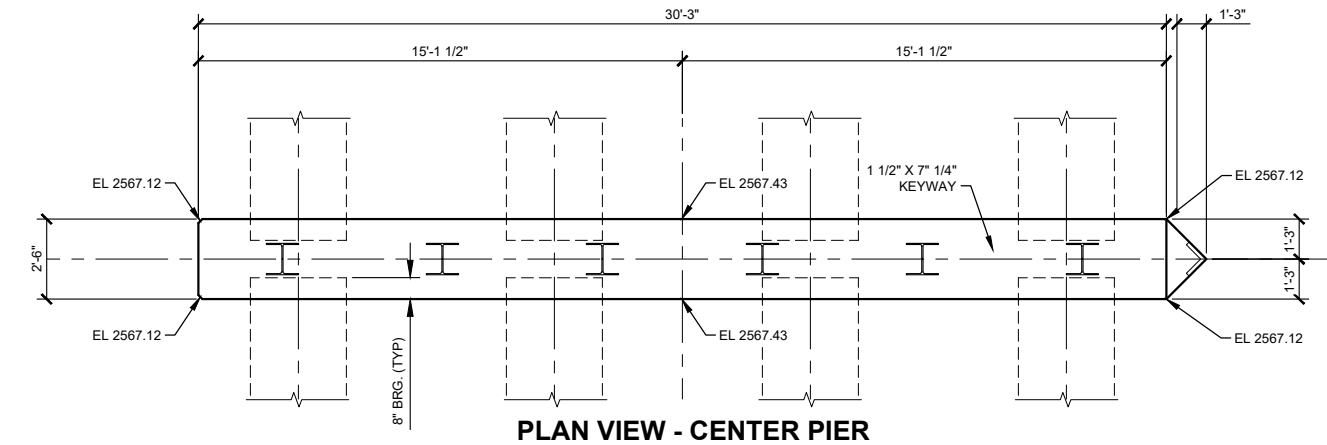 30'-3"
1'-3"
15'-1 1/2"
15'-1 1/2"
1 1/2" X 7" 1/4"
KEYWAY
EL 2567.12
EL 2567.43
EL 2567.12
2'-6"
1'-3"
1'-3"
EL 2567.12
8" BRG. (TYP)
EL 2567.43
EL 2567.12
PLAN VIEW - CENTER PIER